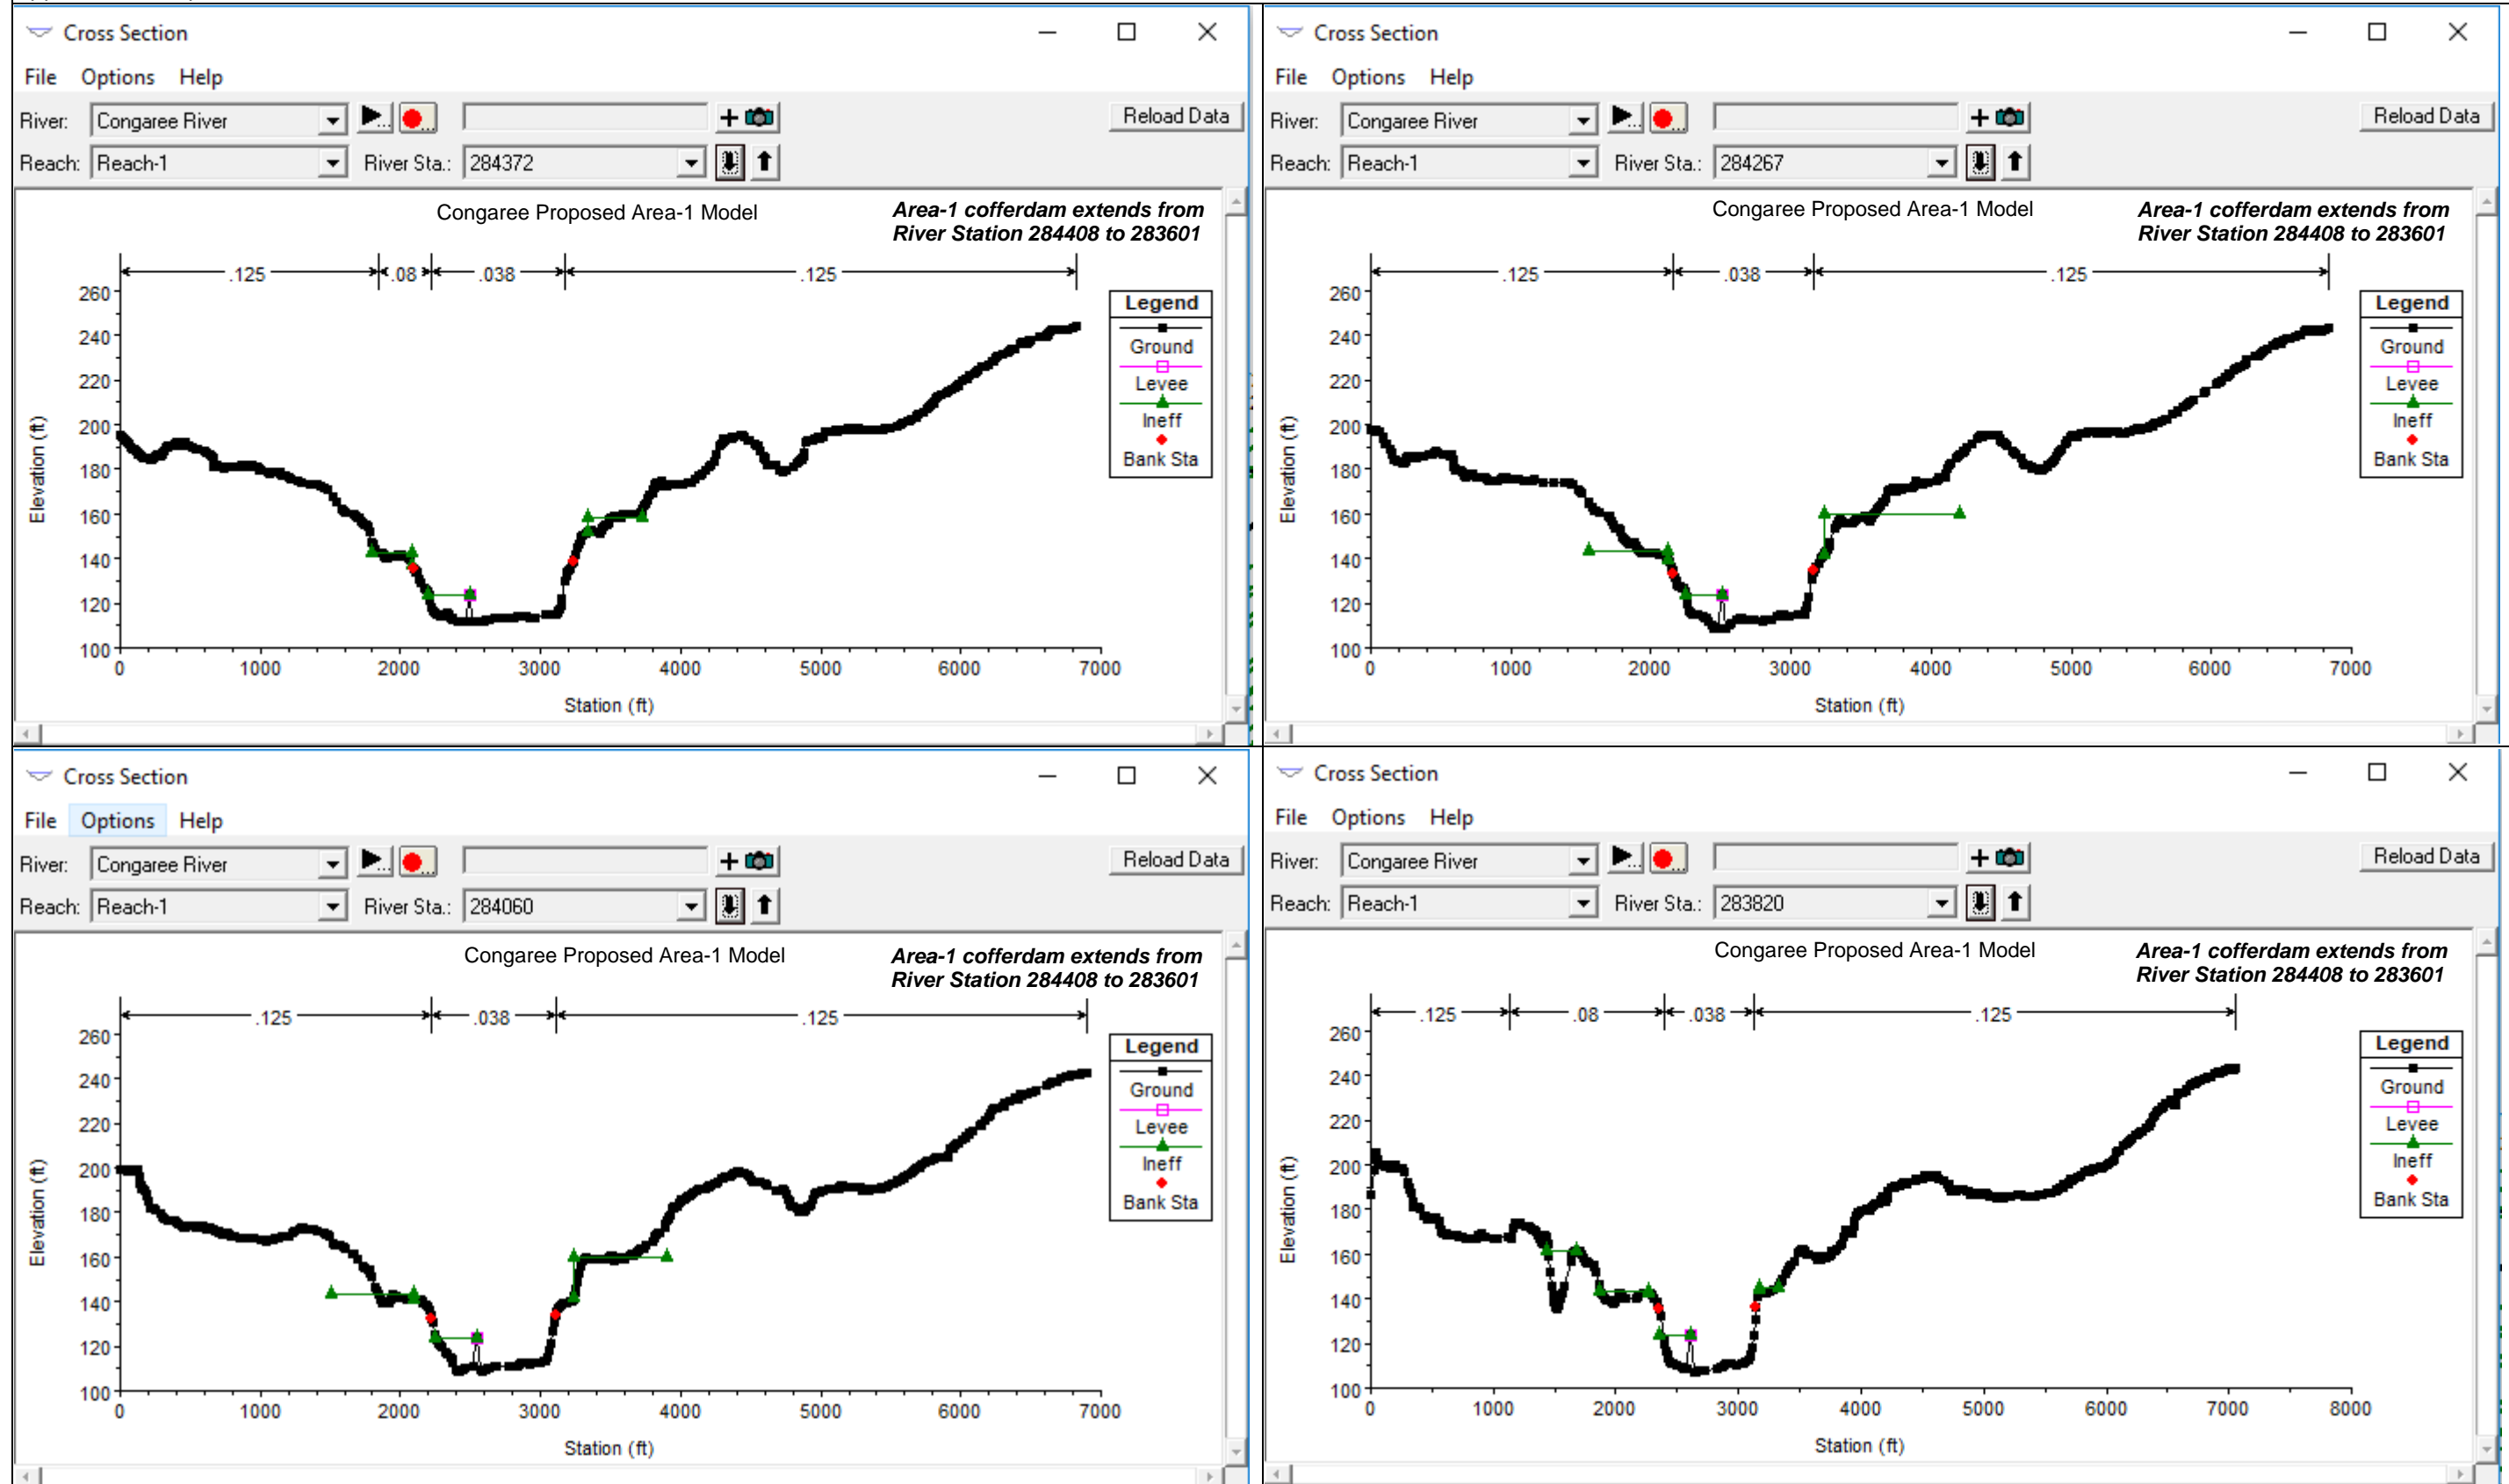 Cross Section
File Options Help
River: Congaree River Reload Data
Reach: Reach-1 River Sta.: 284372
Congaree Proposed Area-1 Model
Area-1 cofferdam extends from
River Station 284408 to 283601
.125 .08 .038 .125
260
240
220
200
180
160
140
120
100
Elevation (ft)
0 1000 2000 3000 4000 5000 6000 7000
Station (ft)
Legend
Ground
Levee
Ineff
Bank Sta
Cross Section
File Options Help
River: Congaree River Reload Data
Reach: Reach-1 River Sta.: 284267
Congaree Proposed Area-1 Model
Area-1 cofferdam extends from
River Station 284408 to 283601
.125 .038 .125
260
240
220
200
180
160
140
120
100
Elevation (ft)
0 1000 2000 3000 4000 5000 6000 7000
Station (ft)
Legend
Ground
Levee
Ineff
Bank Sta
Cross Section
File Options Help
River: Congaree River Reload Data
Reach: Reach-1 River Sta.: 284060
Congaree Proposed Area-1 Model
Area-1 cofferdam extends from
River Station 284408 to 283601
.125 .038 .125
260
240
220
200
180
160
140
120
100
Elevation (ft)
0 1000 2000 3000 4000 5000 6000 7000
Station (ft)
Legend
Ground
Levee
Ineff
Bank Sta
Cross Section
File Options Help
River: Congaree River Reload Data
Reach: Reach-1 River Sta.: 283820
Congaree Proposed Area-1 Model
Area-1 cofferdam extends from
River Station 284408 to 283601
.125 .08 .038 .125
260
240
220
200
180
160
140
120
100
Elevation (ft)
0 1000 2000 3000 4000 5000 6000 7000 8000
Station (ft)
Legend
Ground
Levee
Ineff
Bank Sta